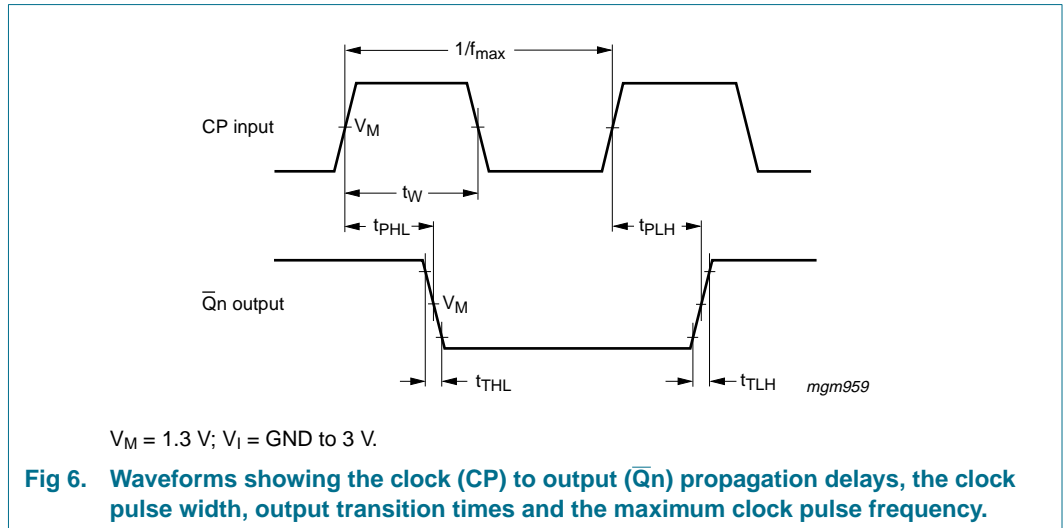 1/fmax
CP input
VM
tW
tPHL
tPLH
Q̅n output
VM
tTHL
tTLH
mgm959
VM = 1.3 V; VI = GND to 3 V.
Fig 6. Waveforms showing the clock (CP) to output (Q̅n) propagation delays, the clock
pulse width, output transition times and the maximum clock pulse frequency.